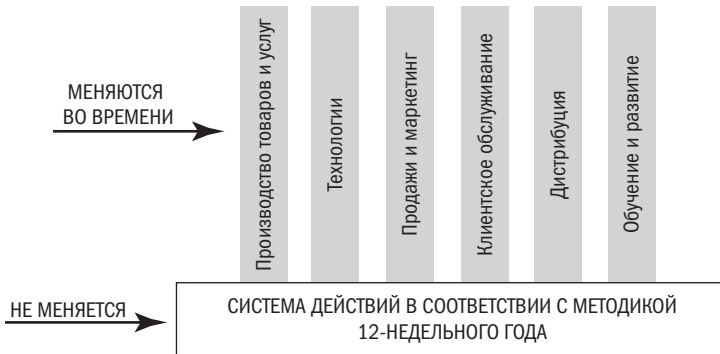 МЕНЯЮТСЯ
ВО ВРЕМЕНИ
Производство товаров и услуг
Технологии
Продажи и маркетинг
Клиентское обслуживание
Дистрибуция
Обучение и развитие
НЕ МЕНЯЕТСЯ
СИСТЕМА ДЕЙСТВИЙ В СООТВЕТСТВИИ С МЕТОДИКОЙ
12-НЕДЕЛЬНОГО ГОДА